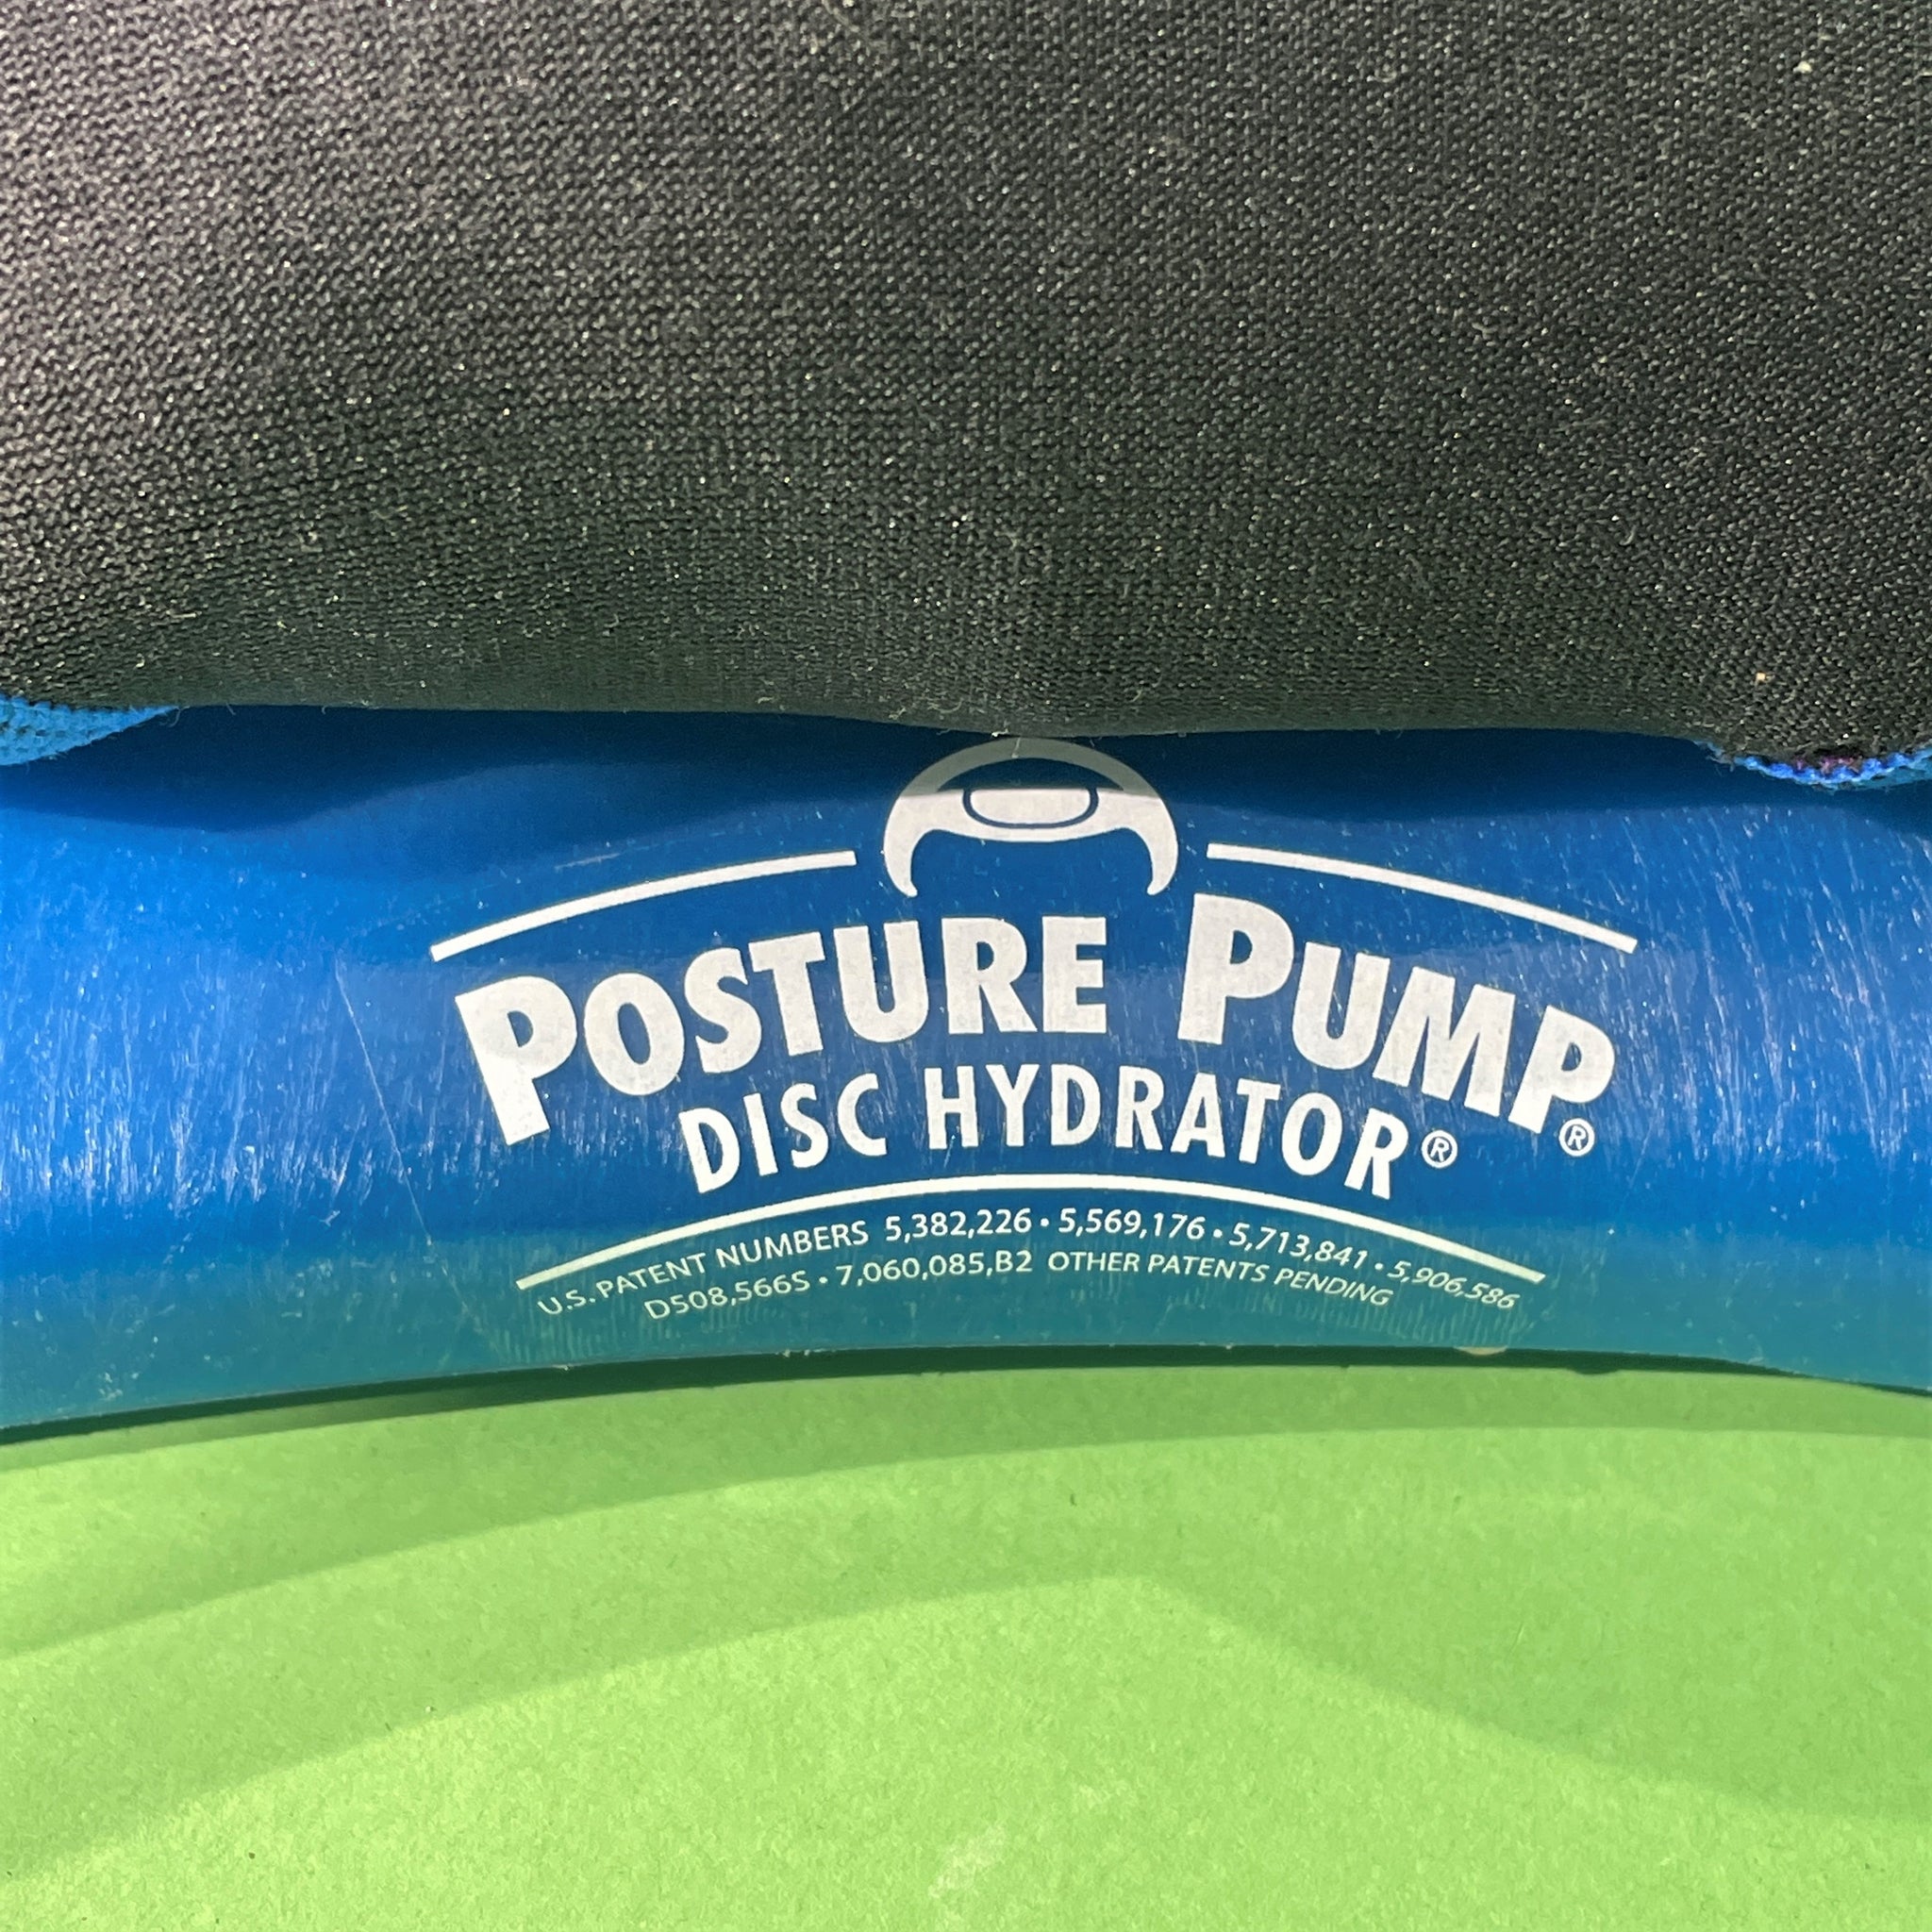 POSTURE PUMP®
DISC HYDRATOR®
U.S. PATENT NUMBERS 5,382,226 • 5,569,176 • 5,713,841 • 5,906,586
D508,566S • 7,060,085,B2 OTHER PATENTS PENDING